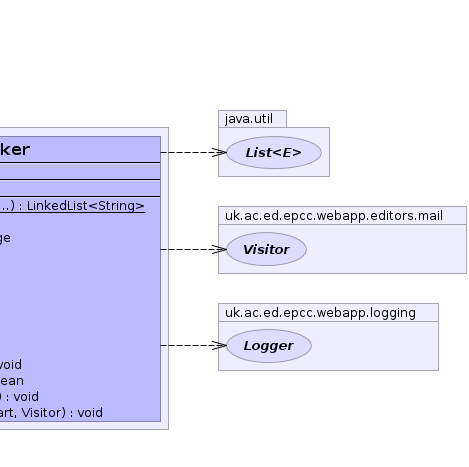 ker
..) : LinkedList<String>
ge
void
ean
) : void
art, Visitor) : void
java.util
List<E>
uk.ac.ed.epcc.webapp.editors.mail
Visitor
uk.ac.ed.epcc.webapp.logging
Logger